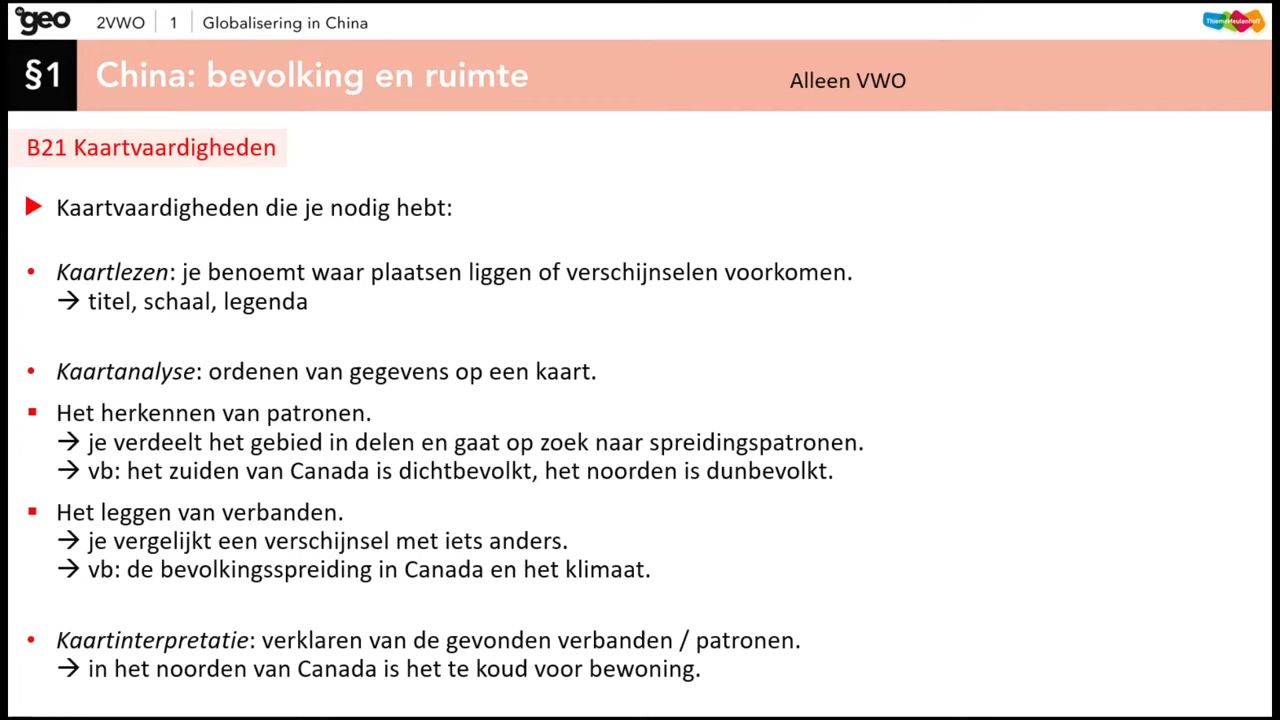 de geo 2VWO 1 Globalisering in China ThiemeMeulenhoff
§1 China: bevolking en ruimte Alleen VWO
B21 Kaartvaardigheden
Kaartvaardigheden die je nodig hebt:
• Kaartlezen: je benoemt waar plaatsen liggen of verschijnselen voorkomen.
→ titel, schaal, legenda
• Kaartanalyse: ordenen van gegevens op een kaart.
▪ Het herkennen van patronen.
→ je verdeelt het gebied in delen en gaat op zoek naar spreidingspatronen.
→ vb: het zuiden van Canada is dichtbevolkt, het noorden is dunbevolkt.
▪ Het leggen van verbanden.
→ je vergelijkt een verschijnsel met iets anders.
→ vb: de bevolkingsspreiding in Canada en het klimaat.
• Kaartinterpretatie: verklaren van de gevonden verbanden / patronen.
→ in het noorden van Canada is het te koud voor bewoning.